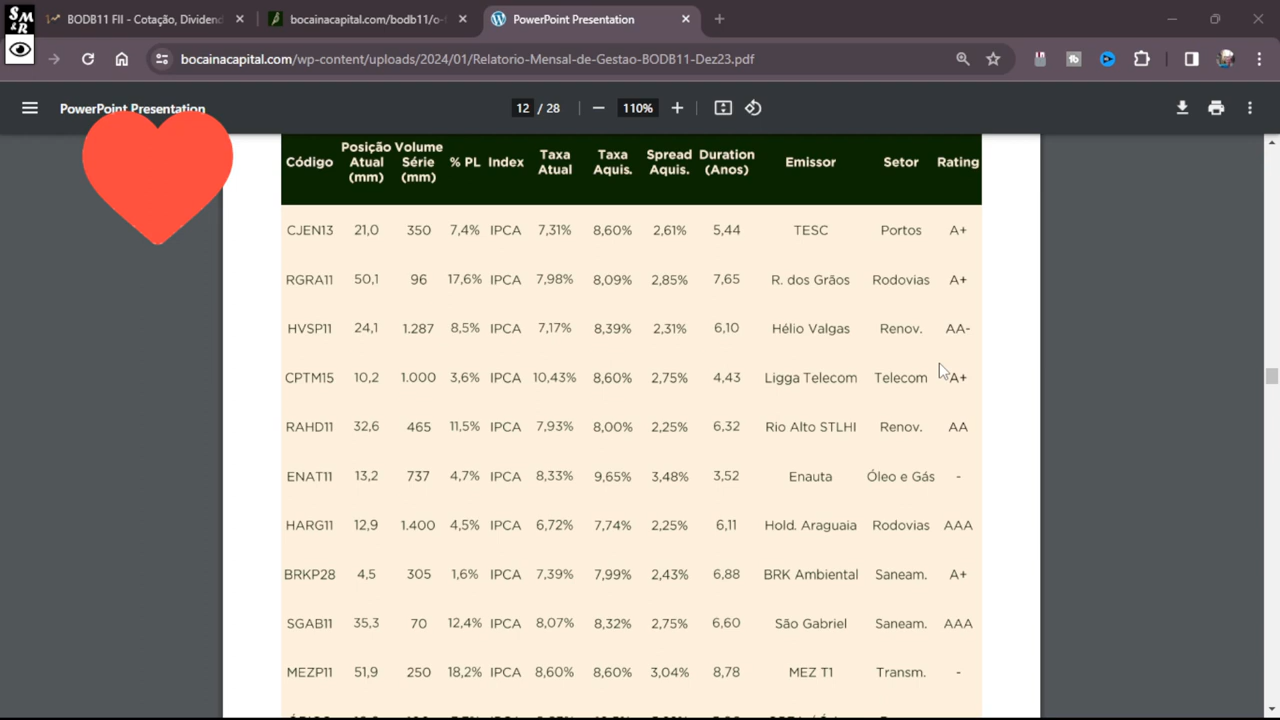 SM
&R
BODB11 FII - Cotação, Dividen
bocainacapital.com/bodb11/o-
PowerPoint Presentation
bocainacapital.com/wp-content/uploads/2024/01/Relatorio-Mensal-de-Gestao-BODB11-Dez23.pdf
PowerPoint Presentation
12 / 28
110%
Código Posição Atual (mm) Volume Série (mm) % PL Index Taxa Atual Taxa Aquis. Spread Aquis. Duration (Anos) Emissor Setor Rating
CJEN13 21,0 350 7,4% IPCA 7,31% 8,60% 2,61% 5,44 TESC Portos A+
RGRA11 50,1 96 17,6% IPCA 7,98% 8,09% 2,85% 7,65 R. dos Grãos Rodovias A+
HVSP11 24,1 1.287 8,5% IPCA 7,17% 8,39% 2,31% 6,10 Hélio Valgas Renov. AA-
CPTM15 10,2 1.000 3,6% IPCA 10,43% 8,60% 2,75% 4,43 Ligga Telecom Telecom A+
RAHD11 32,6 465 11,5% IPCA 7,93% 8,00% 2,25% 6,32 Rio Alto STLHI Renov. AA
ENAT11 13,2 737 4,7% IPCA 8,33% 9,65% 3,48% 3,52 Enauta Óleo e Gás -
HARG11 12,9 1.400 4,5% IPCA 6,72% 7,74% 2,25% 6,11 Hold. Araguaia Rodovias AAA
BRKP28 4,5 305 1,6% IPCA 7,39% 7,99% 2,43% 6,88 BRK Ambiental Saneam. A+
SGAB11 35,3 70 12,4% IPCA 8,07% 8,32% 2,75% 6,60 São Gabriel Saneam. AAA
MEZP11 51,9 250 18,2% IPCA 8,60% 8,60% 3,04% 8,78 MEZ T1 Transm. -